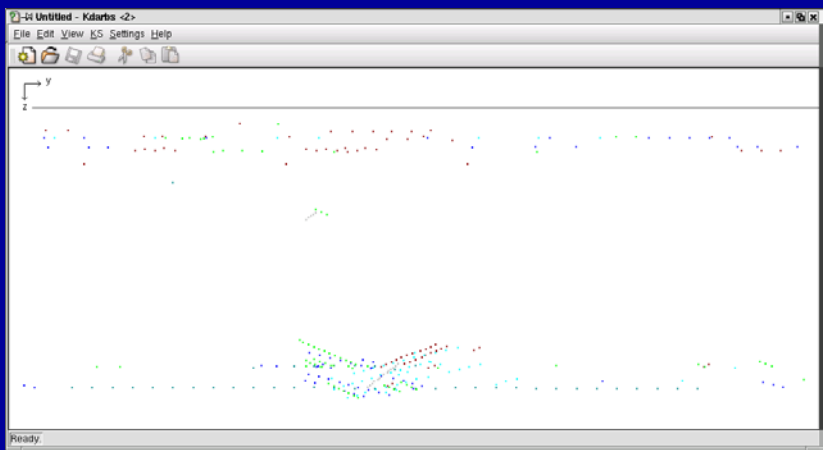 Untitled - Kdarbs <2>
File Edit View KS Settings Help
y
z
Ready.